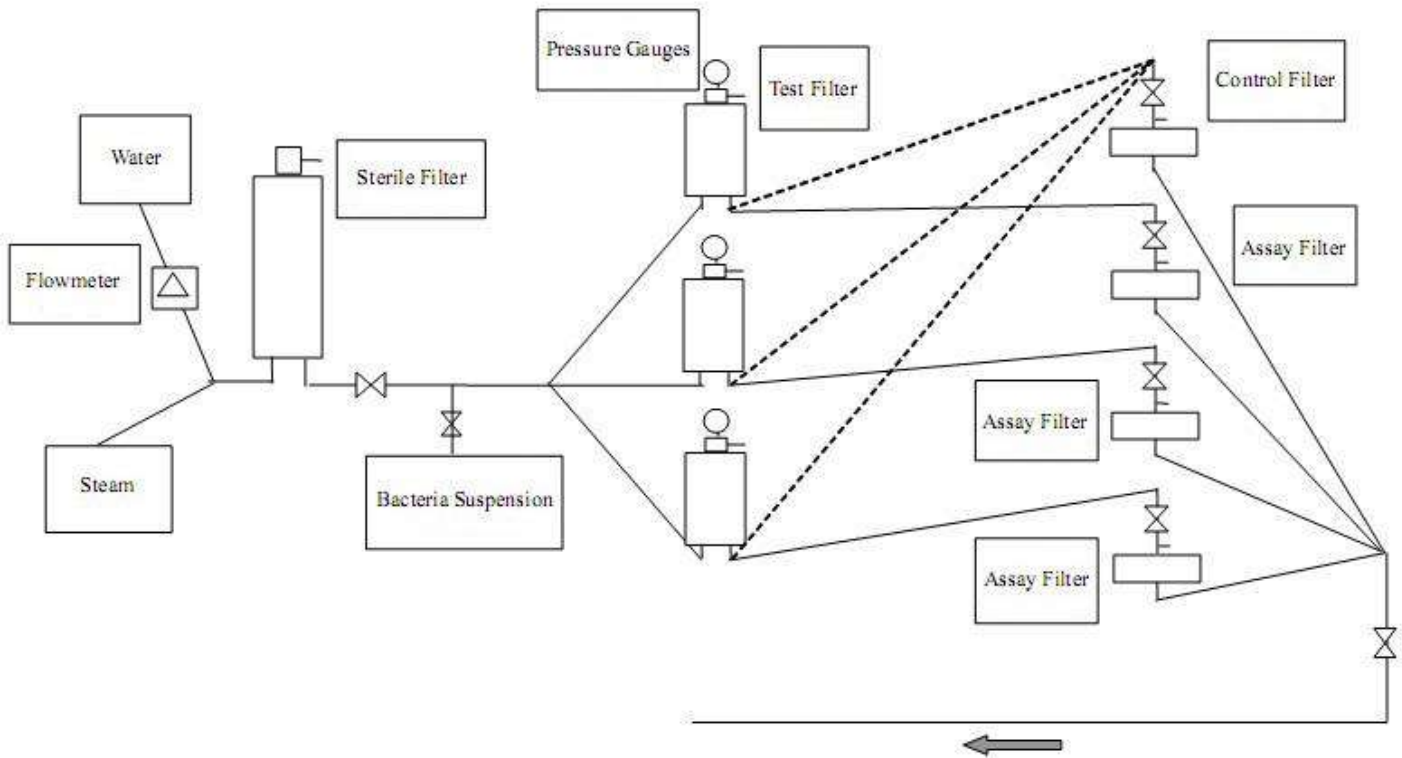 Pressure Gauges
Test Filter
Control Filter
Water
Sterile Filter
Assay Filter
Flowmeter
Assay Filter
Steam
Bacteria Suspension
Assay Filter